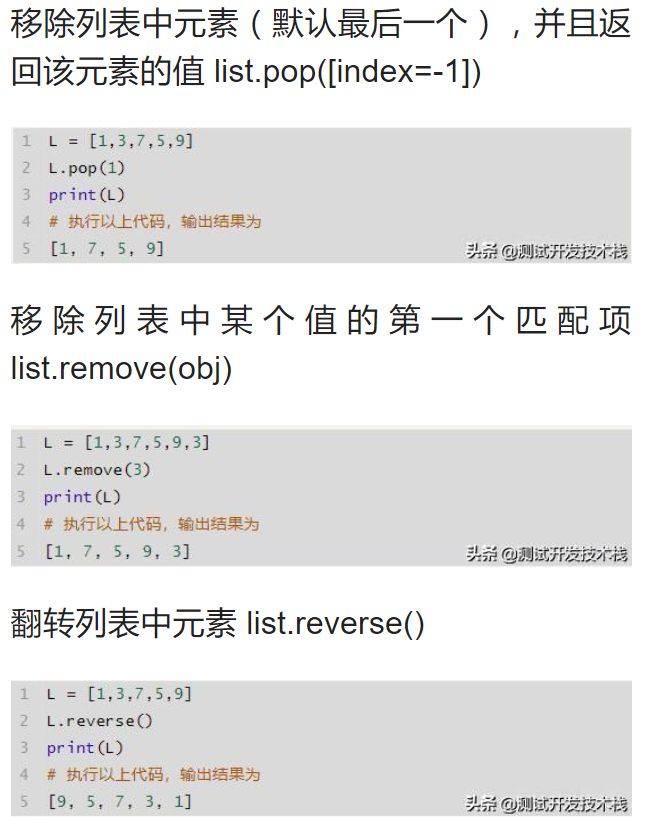 移除列表中元素（默认最后一个），并且返
回该元素的值 list.pop([index=-1])
1 L = [1,3,7,5,9]
2 L.pop(1)
3 print(L)
4 # 执行以上代码，输出结果为
5 [1, 7, 5, 9]
头条 @测试开发技术栈
移除列表中某个值的第一个匹配项
list.remove(obj)
1 L = [1,3,7,5,9,3]
2 L.remove(3)
3 print(L)
4 # 执行以上代码，输出结果为
5 [1, 7, 5, 9, 3]
头条 @测试开发技术栈
翻转列表中元素 list.reverse()
1 L = [1,3,7,5,9]
2 L.reverse()
3 print(L)
4 # 执行以上代码，输出结果为
5 [9, 5, 7, 3, 1]
头条 @测试开发技术栈